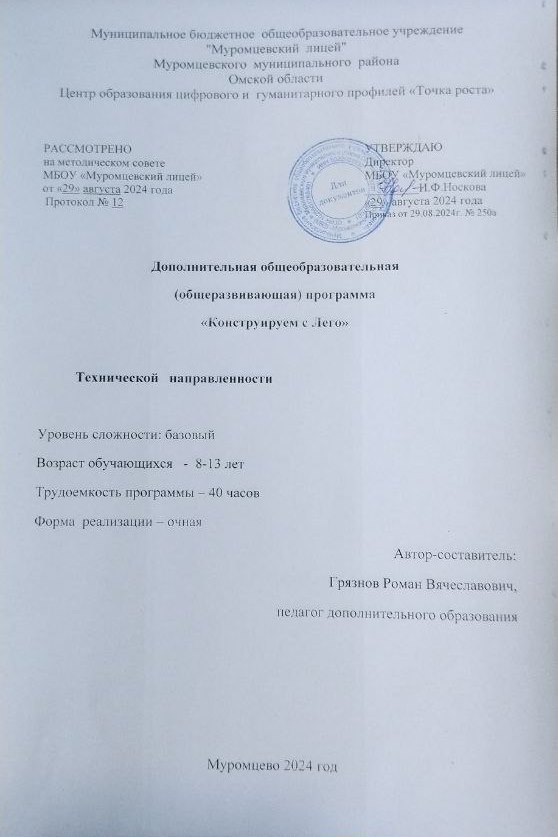 Муниципальное бюджетное общеобразовательное учреждение
"Муромцевский лицей"
Муромцевского муниципального района
Омской области
Центр образования цифрового и гуманитарного профилей «Точка роста»
РАССМОТРЕНО
на методическом совете
МБОУ «Муромцевский лицей»
от «29» августа 2024 года
Протокол № 12
УТВЕРЖДАЮ
Директор
МБОУ «Муромцевский лицей»
И.Ф.Носкова
«29» августа 2024 года
Приказ от 29.08.2024г. № 250а
Для
документов
Дополнительная общеобразовательная
(общеразвивающая) программа
«Конструируем с Лего»
Технической направленности
Уровень сложности: базовый
Возраст обучающихся - 8-13 лет
Трудоемкость программы – 40 часов
Форма реализации – очная
Автор-составитель:
Грязнов Роман Вячеславович,
педагог дополнительного образования
Муромцево 2024 год